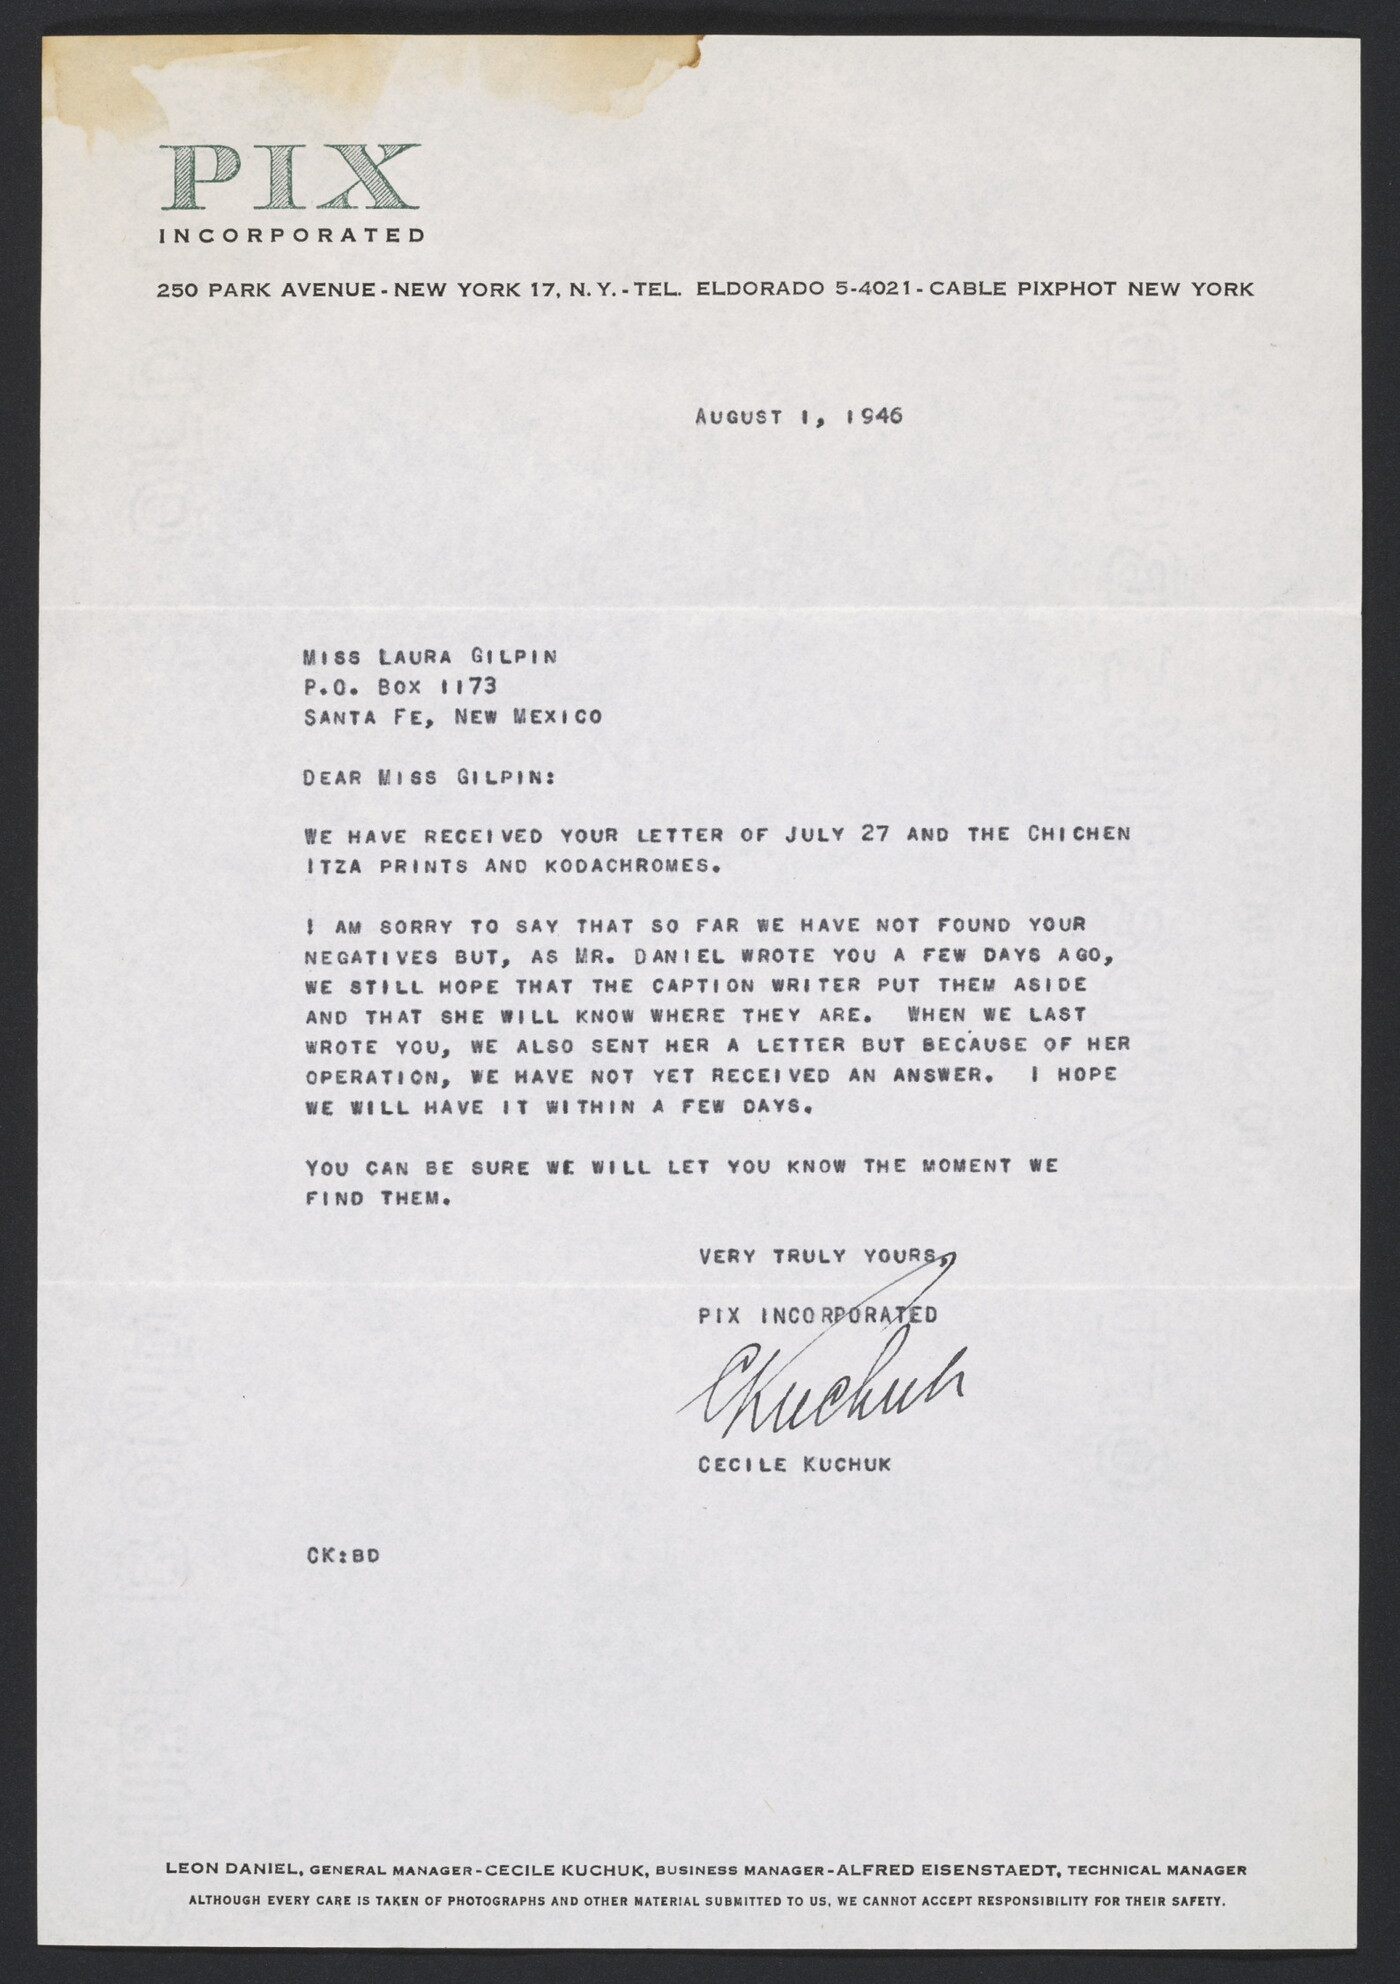 PIX
INCORPORATED
250 PARK AVENUE - NEW YORK 17, N. Y. - TEL. ELDORADO 5-4021 - CABLE PIXPHOT NEW YORK
AUGUST 1, 1946
MISS LAURA GILPIN
P.O. BOX 1173
SANTA FE, NEW MEXICO
DEAR MISS GILPIN:
WE HAVE RECEIVED YOUR LETTER OF JULY 27 AND THE CHICHEN
ITZA PRINTS AND KODACHROMES.
I AM SORRY TO SAY THAT SO FAR WE HAVE NOT FOUND YOUR
NEGATIVES BUT, AS MR. DANIEL WROTE YOU A FEW DAYS AGO,
WE STILL HOPE THAT THE CAPTION WRITER PUT THEM ASIDE
AND THAT SHE WILL KNOW WHERE THEY ARE. WHEN WE LAST
WROTE YOU, WE ALSO SENT HER A LETTER BUT BECAUSE OF HER
OPERATION, WE HAVE NOT YET RECEIVED AN ANSWER. I HOPE
WE WILL HAVE IT WITHIN A FEW DAYS.
YOU CAN BE SURE WE WILL LET YOU KNOW THE MOMENT WE
FIND THEM.
VERY TRULY YOURS,
PIX INCORPORATED
CKuchuk
CECILE KUCHUK
CK:BD
LEON DANIEL, GENERAL MANAGER - CECILE KUCHUK, BUSINESS MANAGER - ALFRED EISENSTAEDT, TECHNICAL MANAGER
ALTHOUGH EVERY CARE IS TAKEN OF PHOTOGRAPHS AND OTHER MATERIAL SUBMITTED TO US, WE CANNOT ACCEPT RESPONSIBILITY FOR THEIR SAFETY.